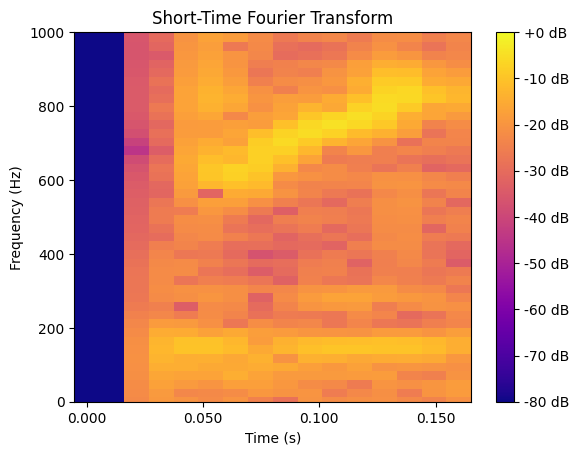 Short-Time Fourier Transform
Frequency (Hz)
1000
800
600
400
200
0
0.000
0.050
0.100
0.150
Time (s)
+0 dB
-10 dB
-20 dB
-30 dB
-40 dB
-50 dB
-60 dB
-70 dB
-80 dB